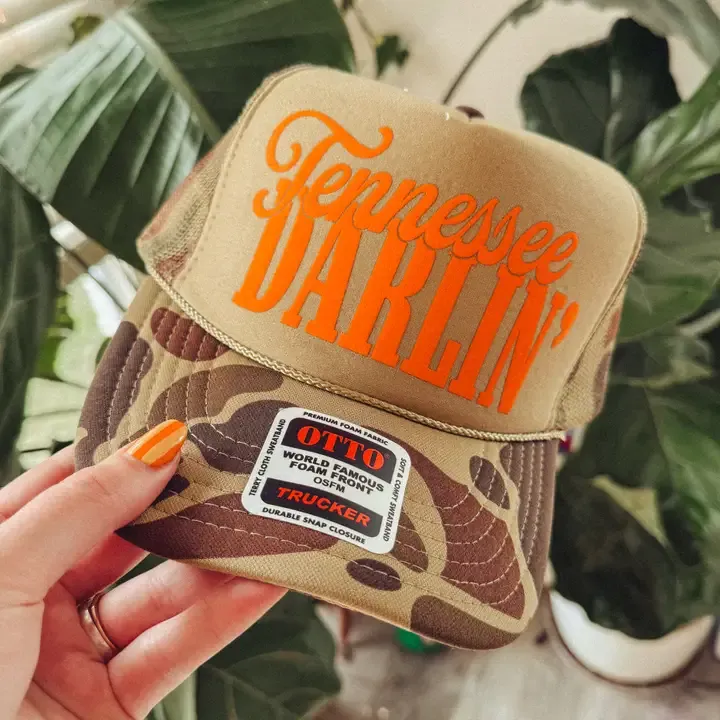 Tennessee
DARLIN'
PREMIUM FOAM FABRIC
OTTO
WORLD FAMOUS
FOAM FRONT
OSFM
TRUCKER
DURABLE SNAP CLOSURE
TERRY CLOTH SWEATBAND
SOFT & COMFY SWEATBAND